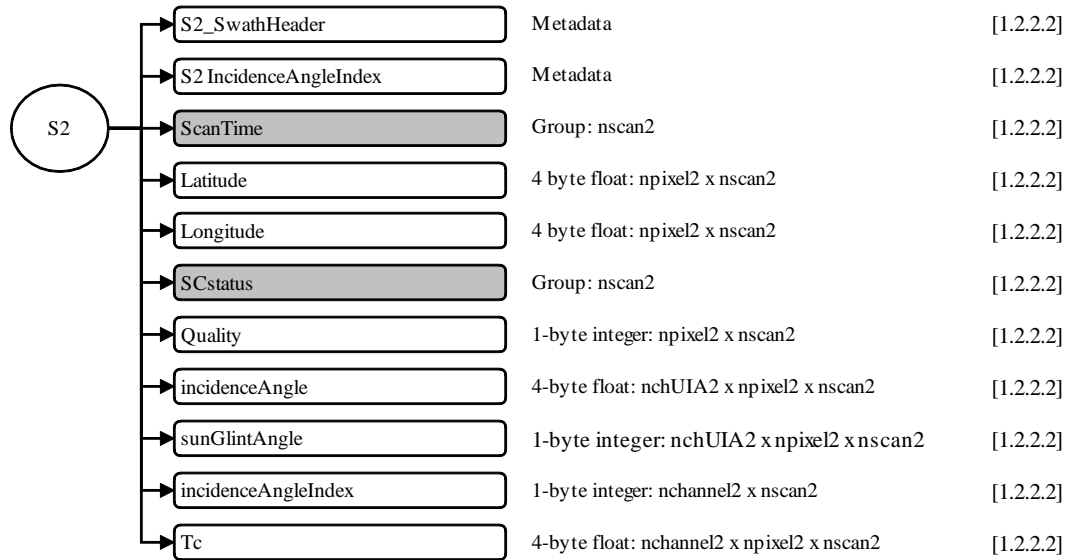 S2_SwathHeader Metadata [1.2.2.2]
S2 IncidenceAngleIndex Metadata [1.2.2.2]
S2
ScanTime Group: nscan2 [1.2.2.2]
Latitude 4 byte float: npixel2 x nscan2 [1.2.2.2]
Longitude 4 byte float: npixel2 x nscan2 [1.2.2.2]
SCstatus Group: nscan2 [1.2.2.2]
Quality 1-byte integer: npixel2 x nscan2 [1.2.2.2]
incidenceAngle 4-byte float: nchUIA2 x npixel2 x nscan2 [1.2.2.2]
sunGlintAngle 1-byte integer: nchUIA2 x npixel2 x nscan2 [1.2.2.2]
incidenceAngleIndex 1-byte integer: nchannel2 x nscan2 [1.2.2.2]
Tc 4-byte float: nchannel2 x npixel2 x nscan2 [1.2.2.2]